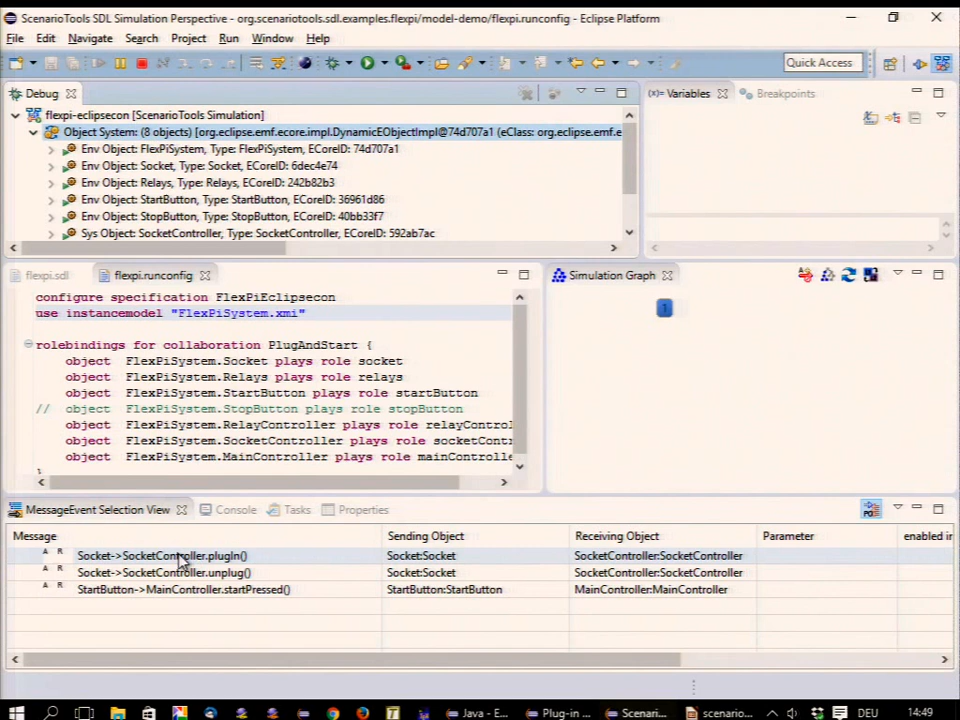 ScenarioTools SDL Simulation Perspective - org.scenariotools.sdl.examples.flexpi/model-demo/flexpi.runconfig - Eclipse Platform
File Edit Navigate Search Project Run Window Help
Quick Access
Debug
flexpi-eclipsecon [ScenarioTools Simulation]
Object System: (8 objects) [org.eclipse.emf.ecore.impl.DynamicEObjectImpl@74d707a1 (eClass: org.eclipse.emf.e
Env Object: FlexPiSystem, Type: FlexPiSystem, ECoreID: 74d707a1
Env Object: Socket, Type: Socket, ECoreID: 6dec4e74
Env Object: Relays, Type: Relays, ECoreID: 242b82b3
Env Object: StartButton, Type: StartButton, ECoreID: 36961d86
Env Object: StopButton, Type: StopButton, ECoreID: 40bb33f7
Sys Object: SocketController, Type: SocketController, ECoreID: 592ab7ac
(x)= Variables Breakpoints
flexpi.sdl flexpi.runconfig
configure specification FlexPiEclipsecon
use instancemodel "FlexPiSystem.xmi"
rolebindings for collaboration PlugAndStart {
object FlexPiSystem.Socket plays role socket
object FlexPiSystem.Relays plays role relays
object FlexPiSystem.StartButton plays role startButton
// object FlexPiSystem.StopButton plays role stopButton
object FlexPiSystem.RelayController plays role relayContro
object FlexPiSystem.SocketController plays role socketCont
object FlexPiSystem.MainController plays role mainControlle
}
Simulation Graph
1
MessageEvent Selection View Console Tasks Properties
Message Sending Object Receiving Object Parameter enabled in
A R Socket->SocketController.plugIn() Socket:Socket SocketController:SocketController
A R Socket->SocketController.unplug() Socket:Socket SocketController:SocketController
A R StartButton->MainController.startPressed() StartButton:StartButton MainController:MainController
Java - E... Plug-in ... Scenari... scenario... DEU 14:49